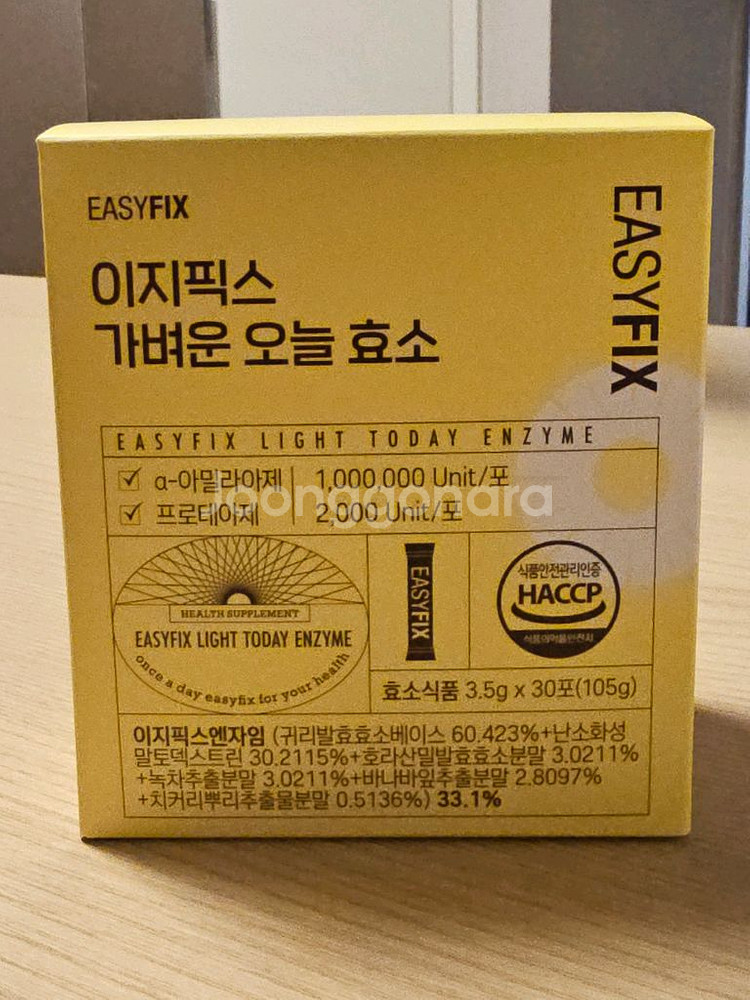 EASYFIX
EASYFIX
이지픽스
가벼운 오늘 효소
EASYFIX LIGHT TODAY ENZYME
α-아밀라아제 1,000,000 Unit/포
프로테아제 2,000 Unit/포
joonggonara
HEALTH SUPPLEMENT
EASYFIX LIGHT TODAY ENZYME
once a day easyfix for your health
EASYFIX
식품안전관리인증
HACCP
식품의약품안전처
효소식품 3.5g x 30포(105g)
이지픽스엔자임 (귀리발효효소베이스 60.423%+난소화성
말토덱스트린 30.2115%+호라산밀발효효소분말 3.0211%
+녹차추출분말 3.0211%+바나바잎추출분말 2.8097%
+치커리뿌리추출물분말 0.5136%) 33.1%